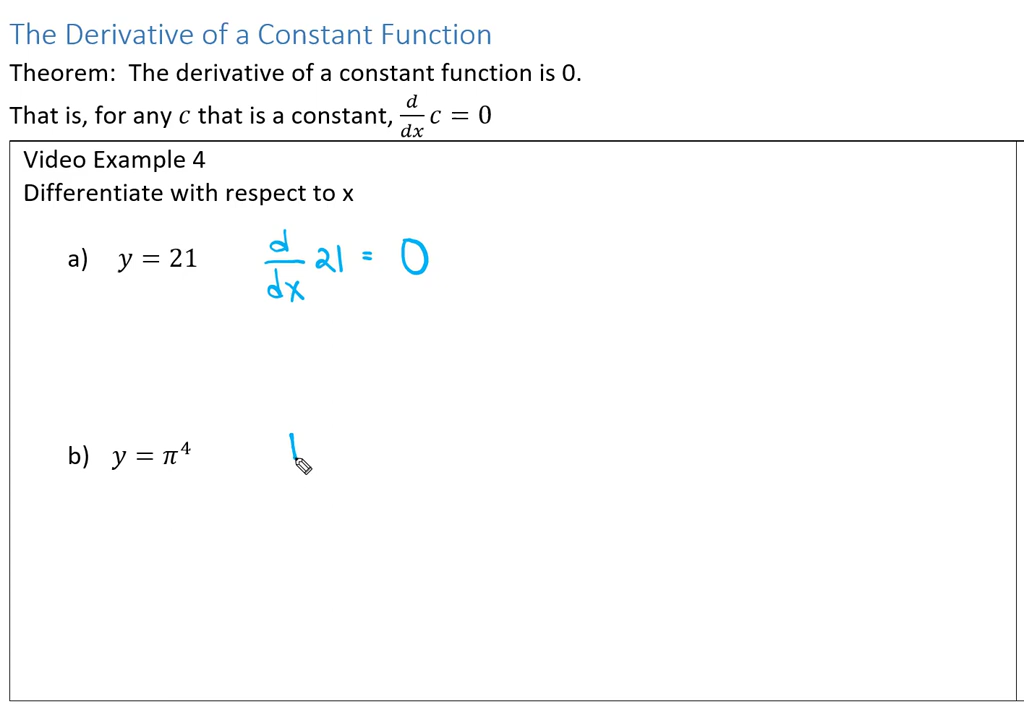 The Derivative of a Constant Function
Theorem: The derivative of a constant function is 0.
That is, for any c that is a constant, d/dx c = 0
Video Example 4
Differentiate with respect to x
a) y = 21 d/dx 21 = 0
b) y = π⁴